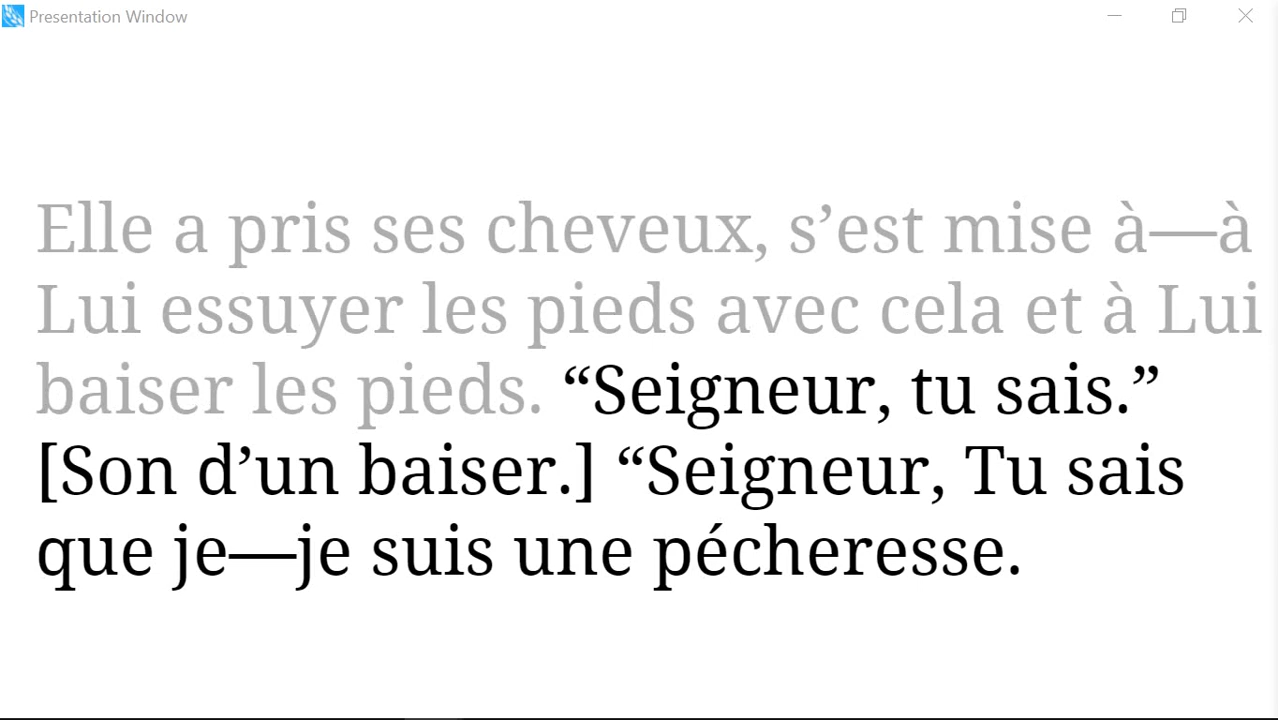 Presentation Window
Elle a pris ses cheveux, s’est mise à—à
Lui essuyer les pieds avec cela et à Lui
baiser les pieds. “Seigneur, tu sais.”
[Son d’un baiser.] “Seigneur, Tu sais
que je—je suis une pécheresse.